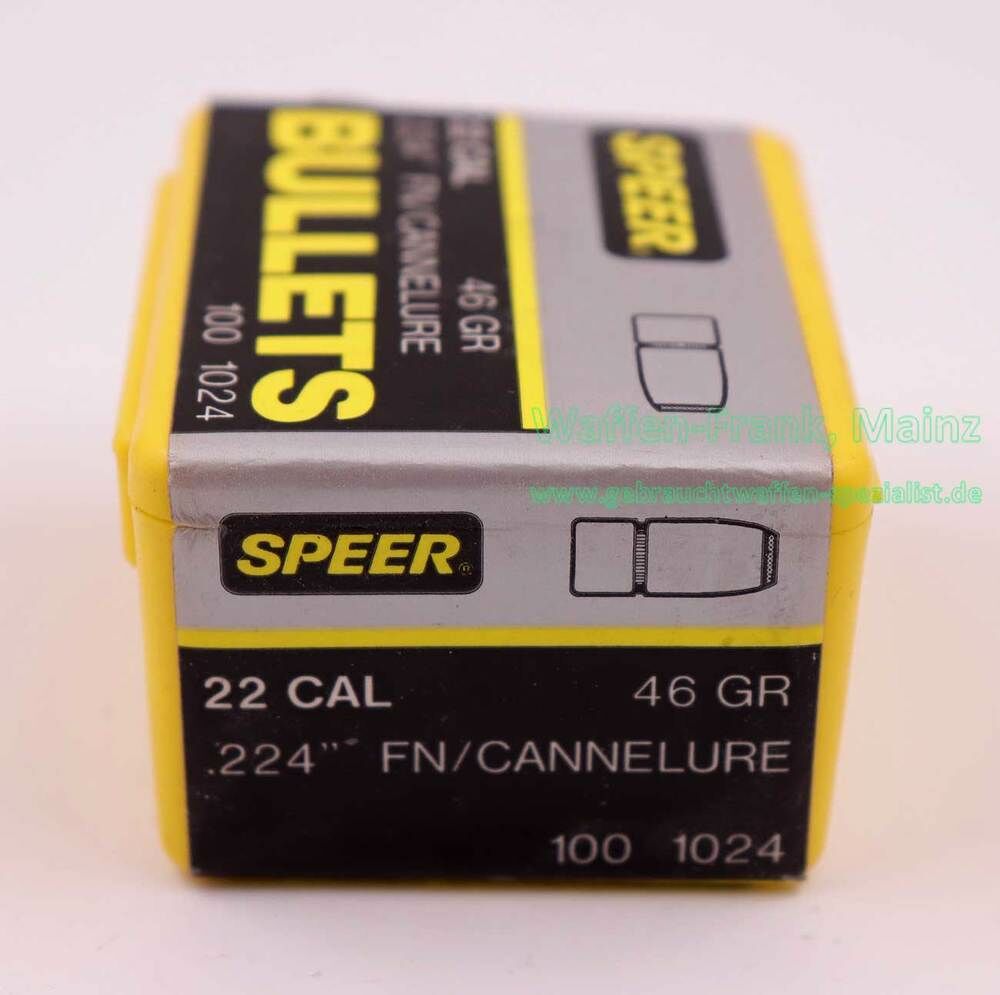 BULLETS
22 CAL
FN/CANNELURE
46 GR
100 1024
SPEER
Waffen-Frank, Mainz
www.gebrauchtwaffen-spezialist.de
SPEER
22 CAL 46 GR
.224" FN/CANNELURE
100 1024